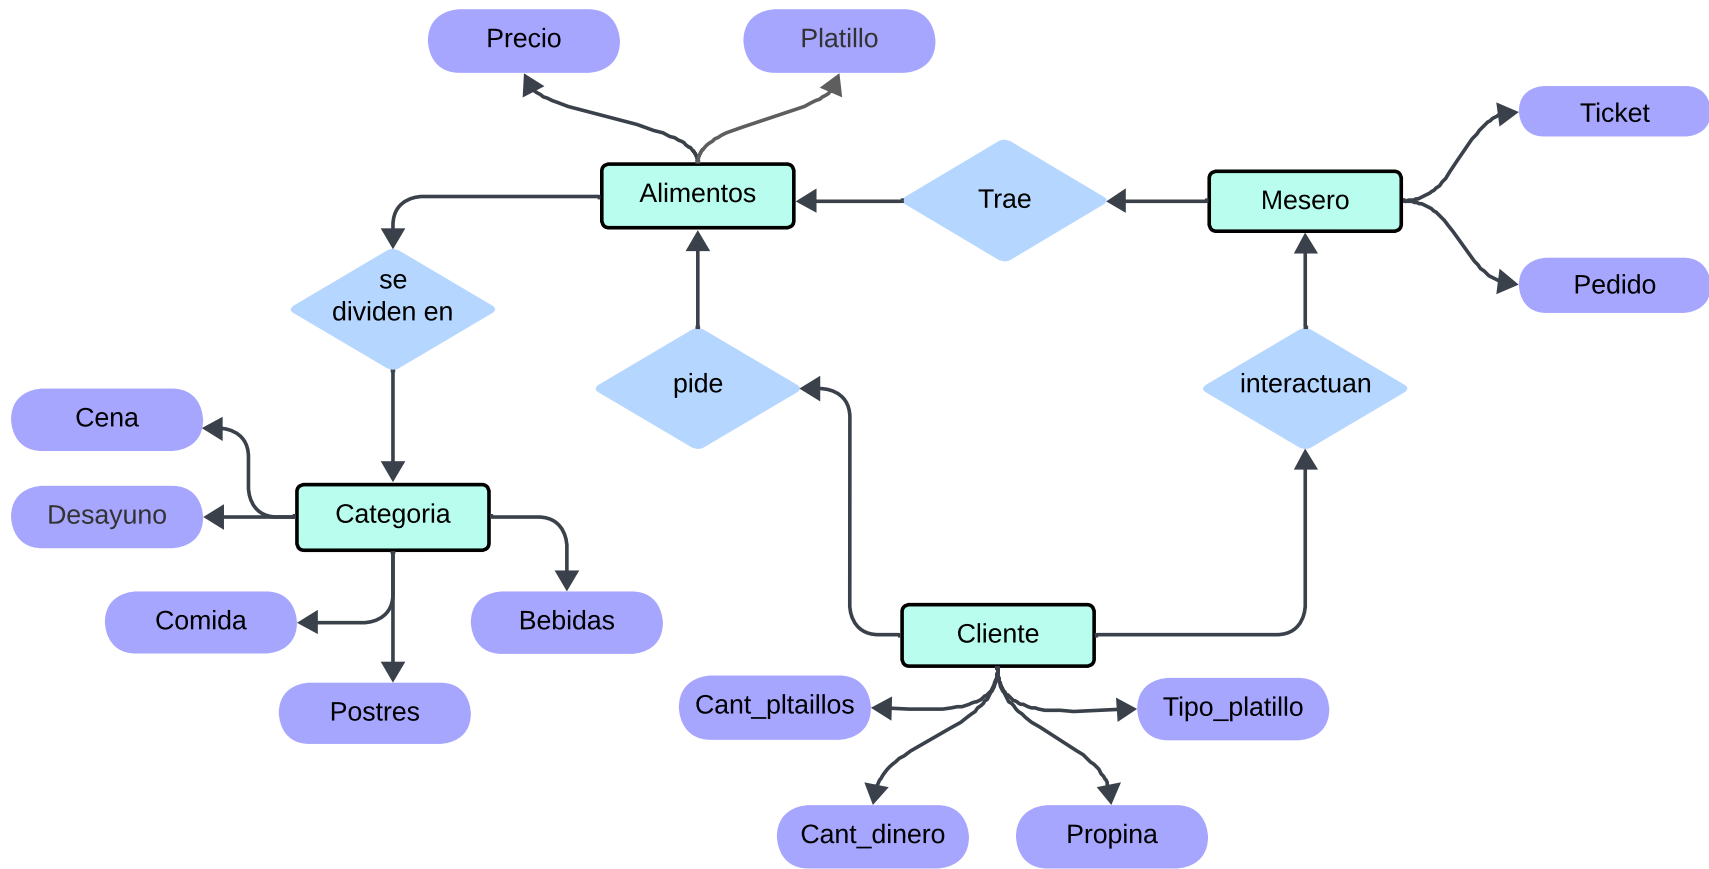 Precio
Platillo
Ticket
Alimentos
Trae
Mesero
Pedido
se
dividen en
pide
interactuan
Cena
Desayuno
Categoria
Comida
Bebidas
Cliente
Postres
Cant_pltaillos
Tipo_platillo
Cant_dinero
Propina